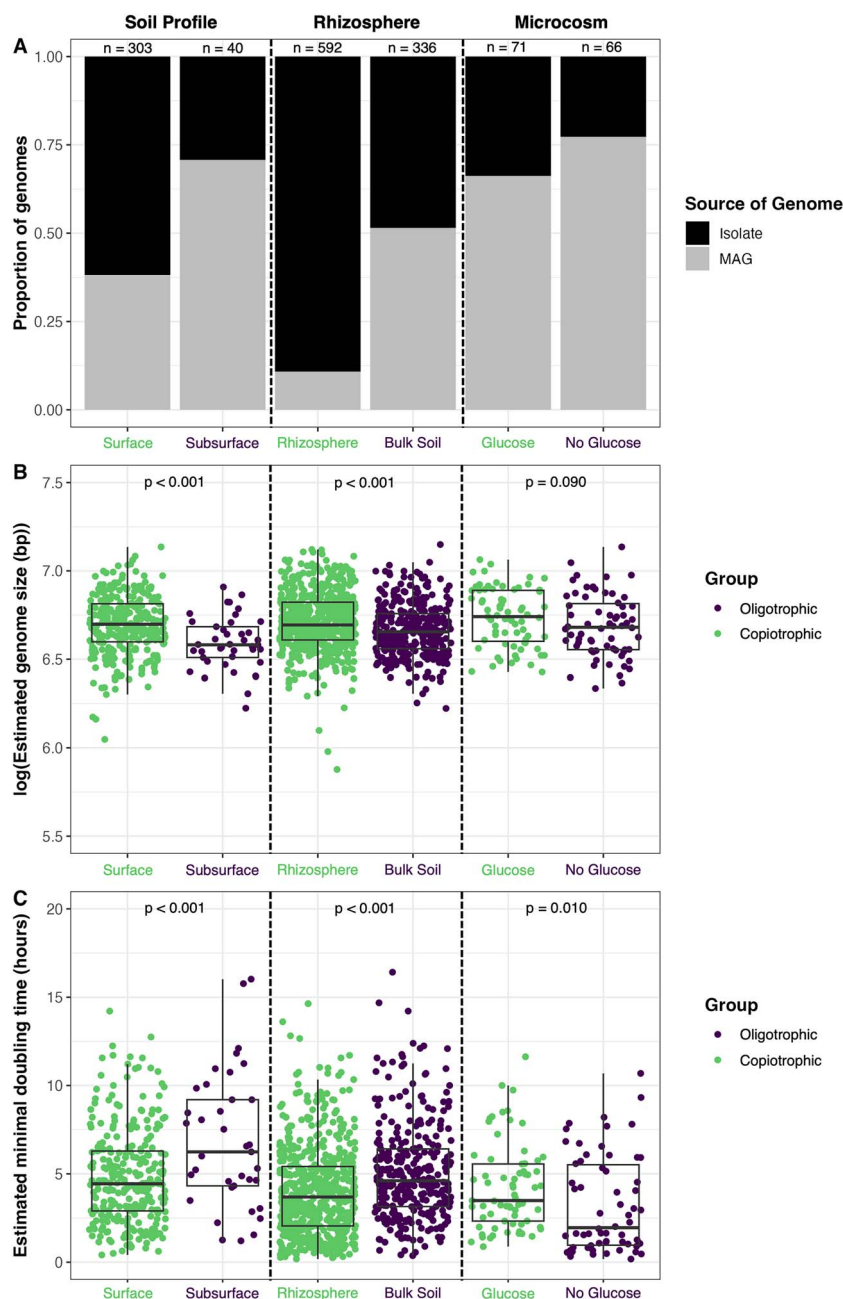 Soil Profile Rhizosphere Microcosm
A
n = 303 n = 40 n = 592 n = 336 n = 71 n = 66
Proportion of genomes
1.00
0.75
0.50
0.25
0.00
Surface Subsurface Rhizosphere Bulk Soil Glucose No Glucose
Source of Genome
Isolate
MAG
B
p < 0.001 p < 0.001 p = 0.090
log(Estimated genome size (bp))
7.5
7.0
6.5
6.0
5.5
Surface Subsurface Rhizosphere Bulk Soil Glucose No Glucose
Group
Oligotrophic
Copiotrophic
C
p < 0.001 p < 0.001 p = 0.010
Estimated minimal doubling time (hours)
20
15
10
5
0
Surface Subsurface Rhizosphere Bulk Soil Glucose No Glucose
Group
Oligotrophic
Copiotrophic